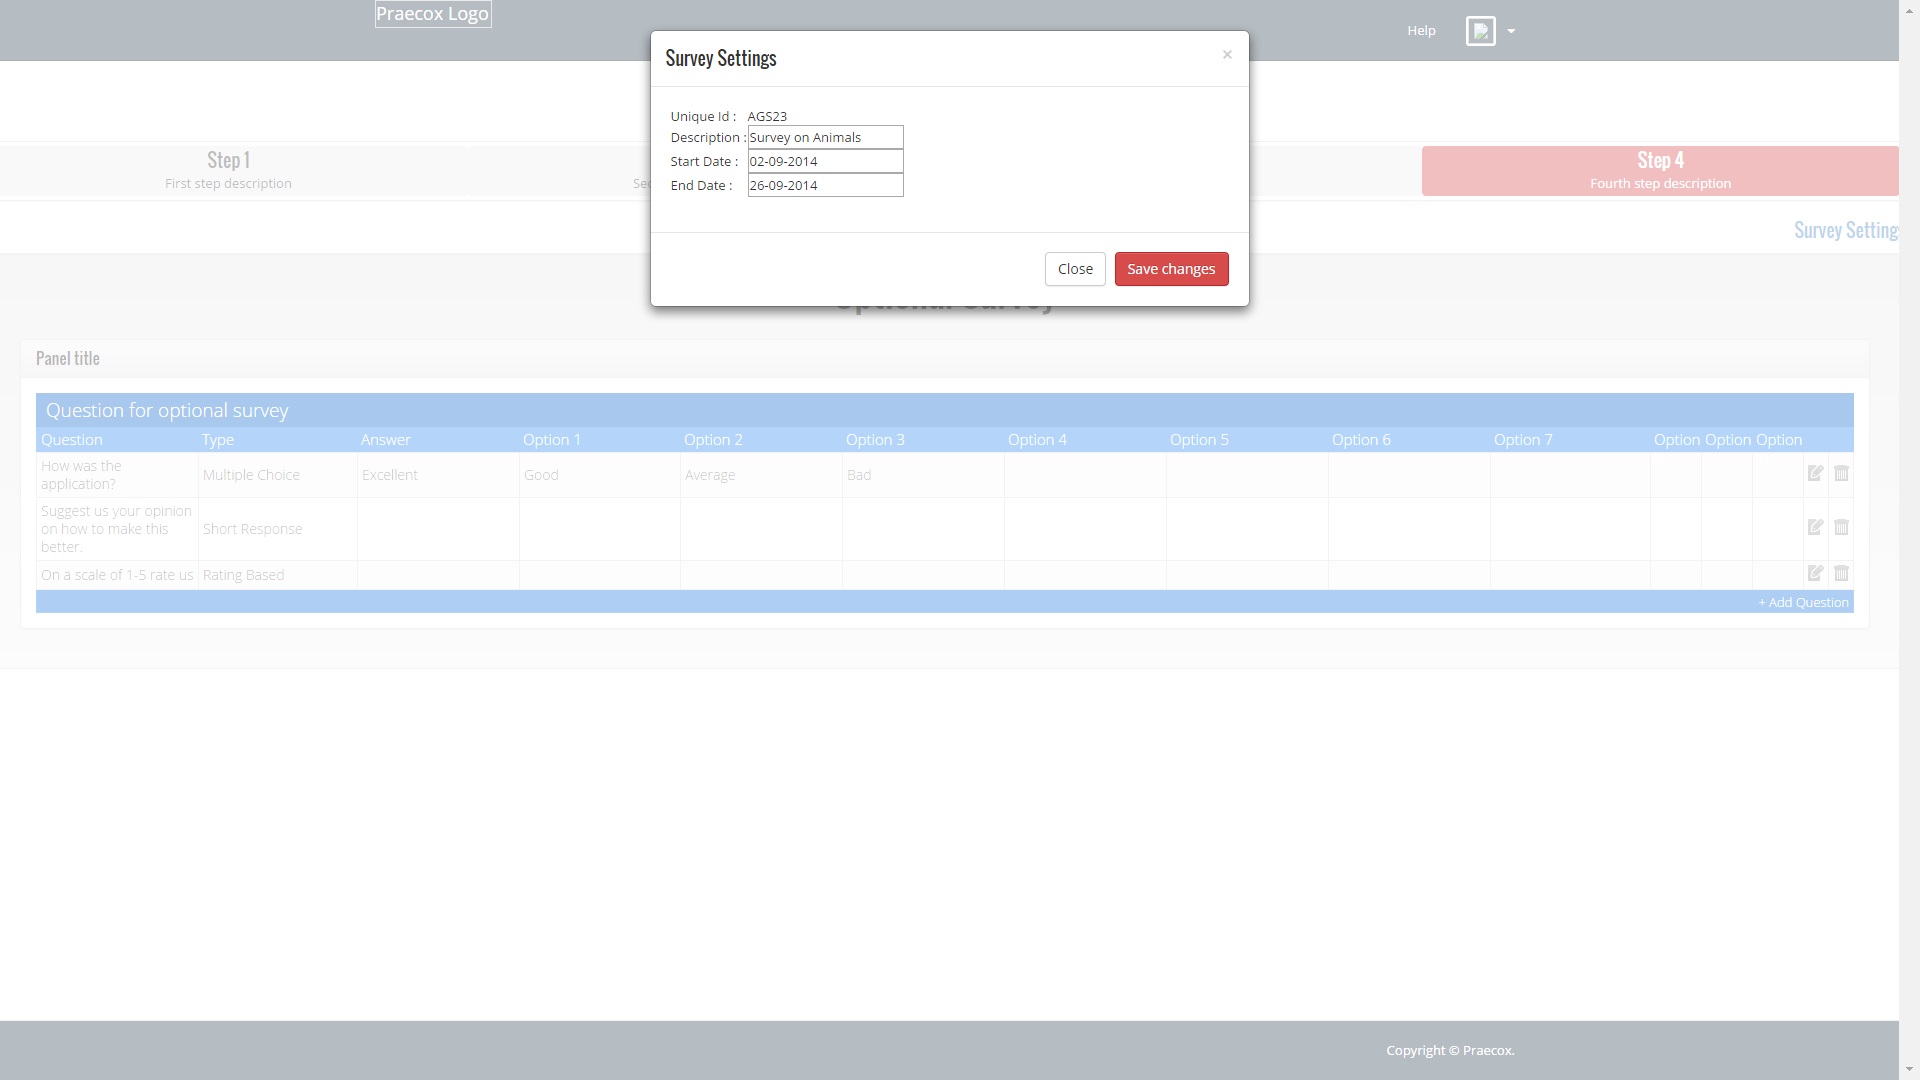 Praecox Logo
Help
Survey Settings
×
Unique Id : AGS23
Description : Survey on Animals
Start Date : 02-09-2014
End Date : 26-09-2014
Close Save changes
Step 1
First step description
Step 4
Fourth step description
Survey Settings
Optional Survey
Panel title
Question for optional survey
Question Type Answer Option 1 Option 2 Option 3 Option 4 Option 5 Option 6 Option 7 Option Option Option
How was the
application?
Multiple Choice Excellent Good Average Bad
Suggest us your opinion
on how to make this
better.
Short Response
On a scale of 1-5 rate us Rating Based
+ Add Question
Copyright © Praecox.